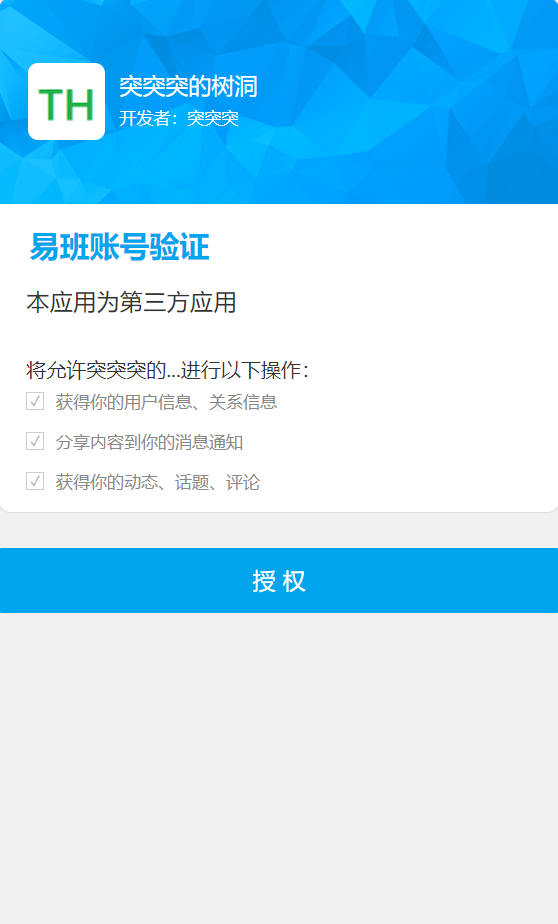 TH
突突突的树洞
开发者：突突突
易班账号验证
本应用为第三方应用
将允许突突突的...进行以下操作：
获得你的用户信息、关系信息
分享内容到你的消息通知
获得你的动态、话题、评论
授 权